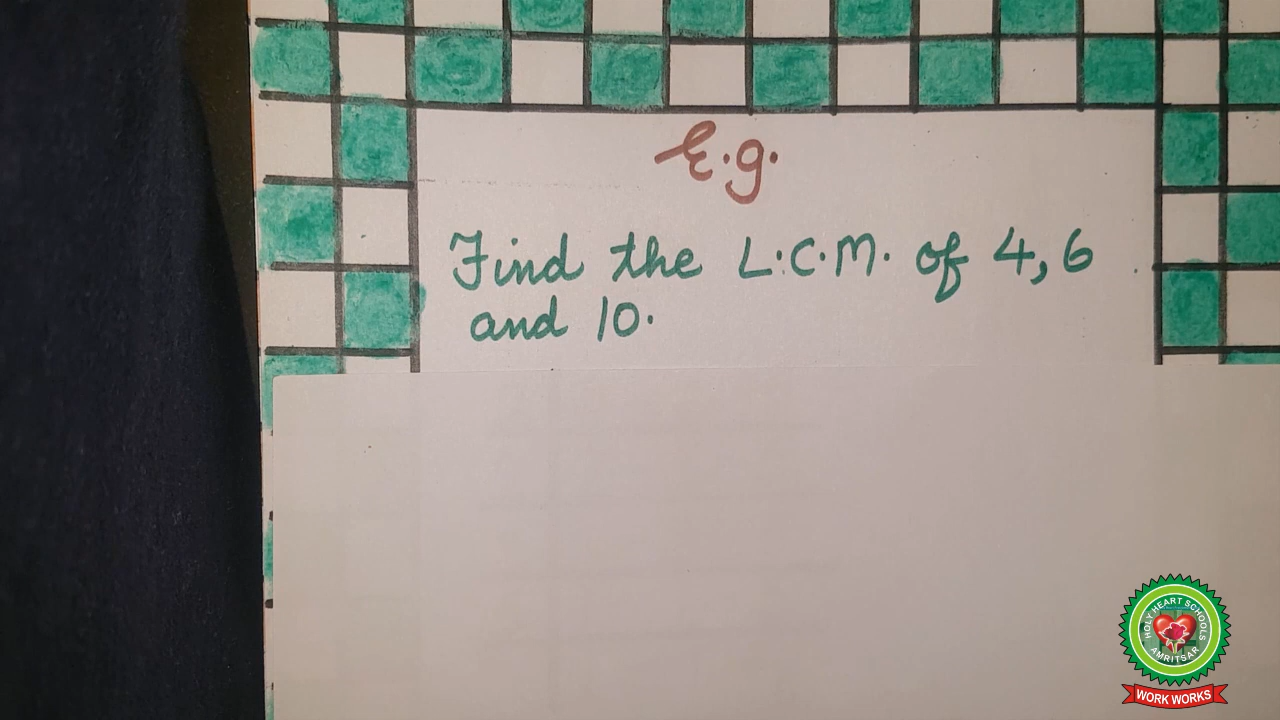 E.g.
Find the L.C.M. of 4, 6
and 10.
HOLY HEART SCHOOLS
AMRITSAR
WORK WORKS